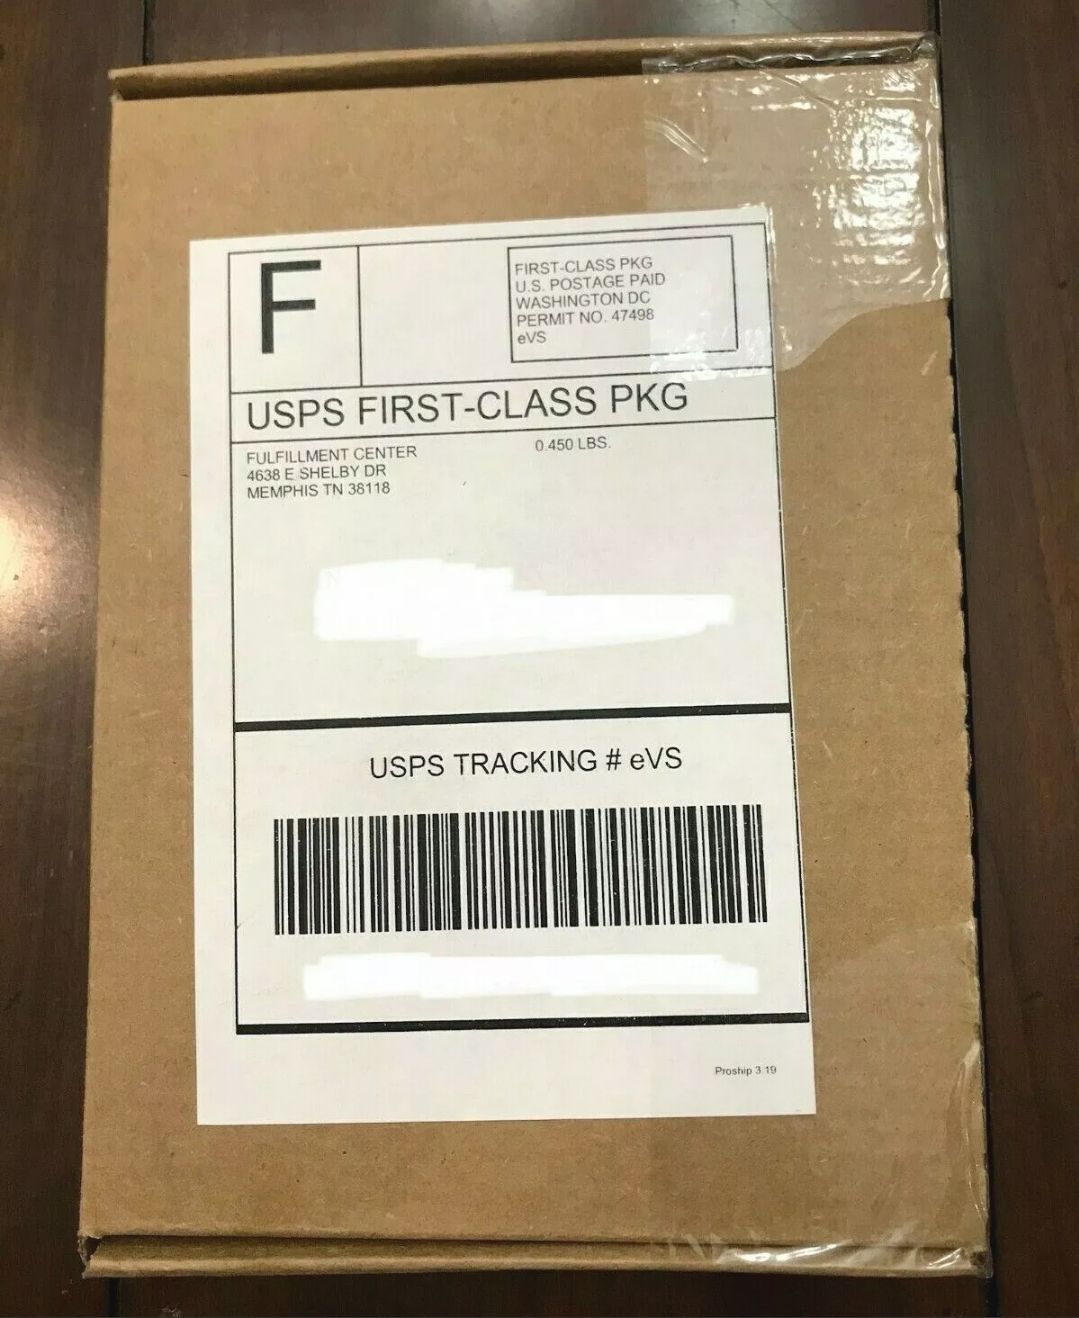 F
FIRST-CLASS PKG
U.S. POSTAGE PAID
WASHINGTON DC
PERMIT NO. 47498
eVS
USPS FIRST-CLASS PKG
FULFILLMENT CENTER
4638 E SHELBY DR
MEMPHIS TN 38118
0.450 LBS.
USPS TRACKING # eVS
Proship 3 19